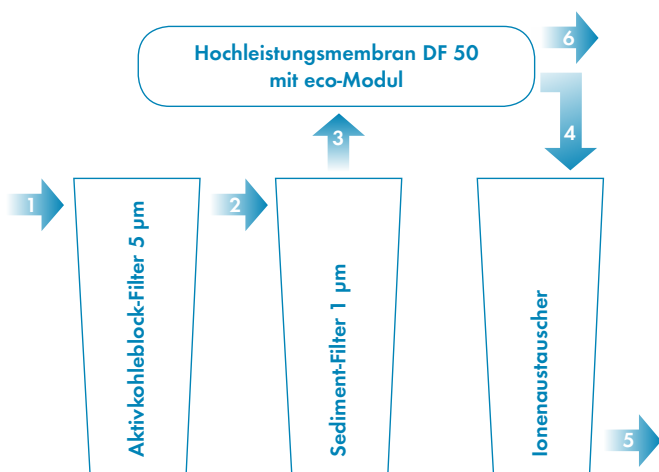 Hochleistungsmembran DF 50
mit eco-Modul
6
4
3
1
2
Aktivkohleblock-Filter 5 µm
Sediment-Filter 1 µm
Ionenaustauscher
5